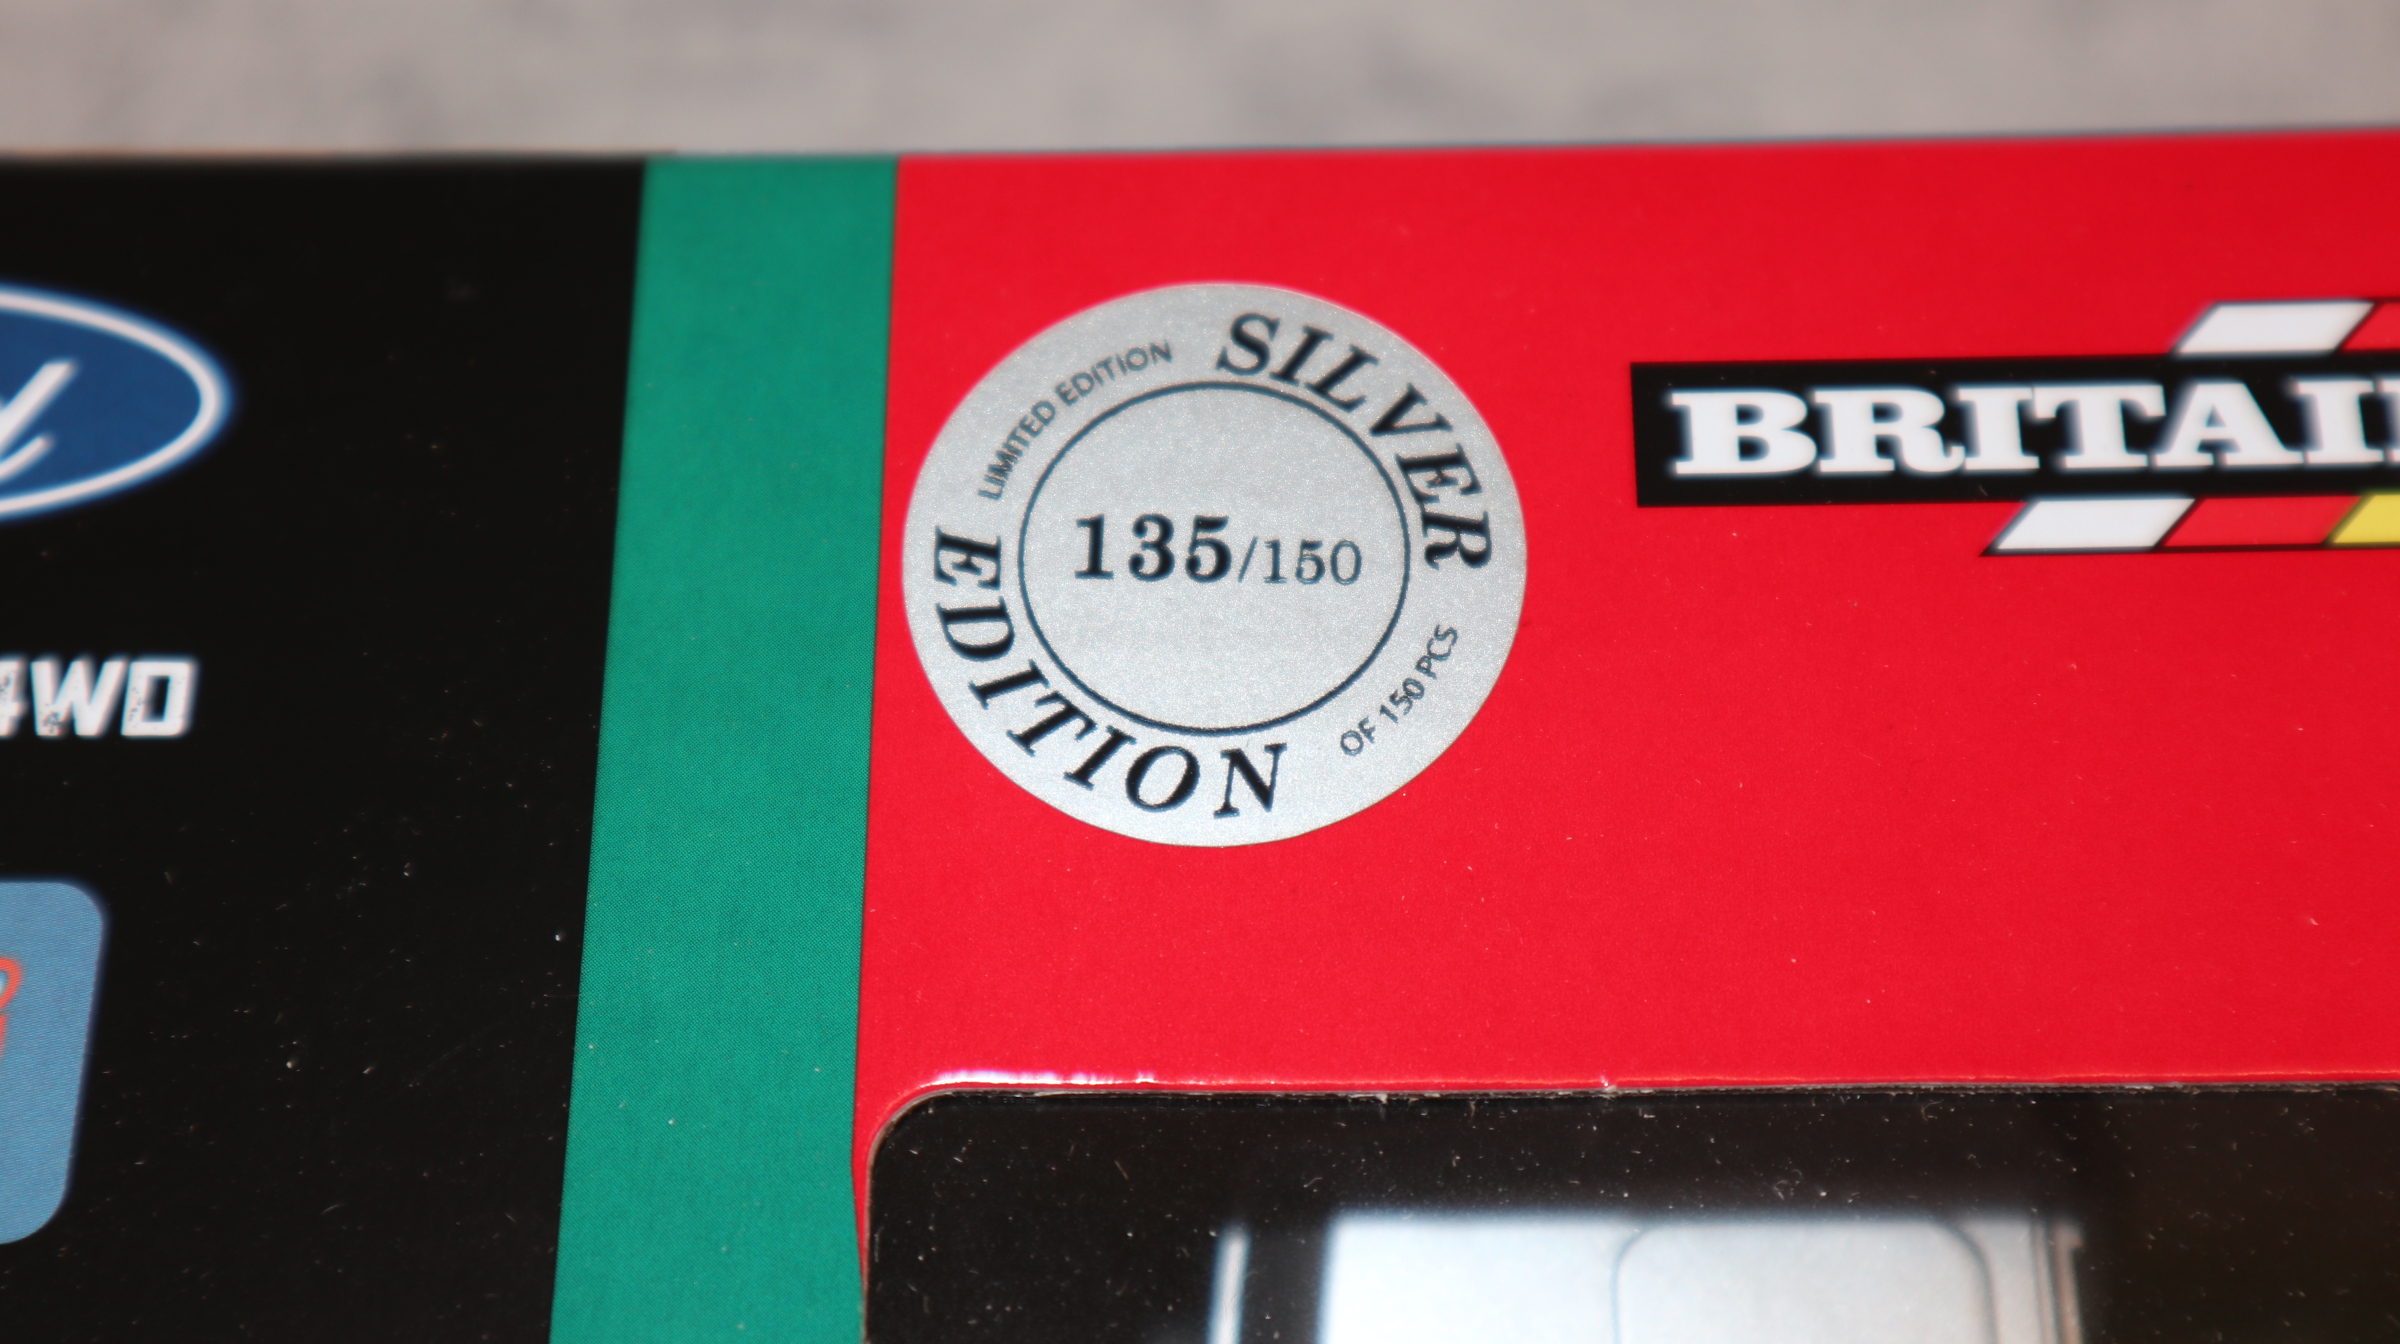 LIMITED EDITION
SILVER
135/150
EDITION
OF 150 PCS
4WD